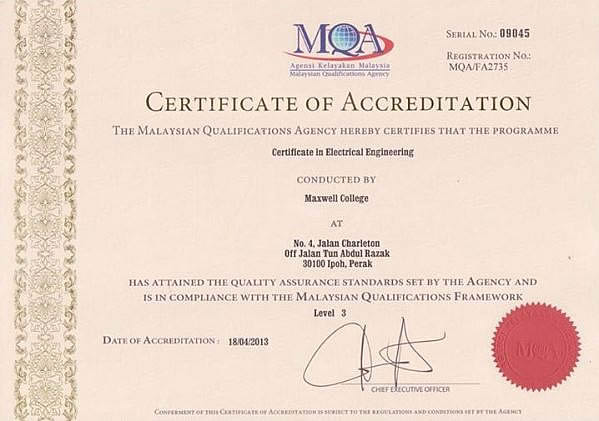 MQA
Agensi Kelayakan Malaysia
Malaysian Qualifications Agency
SERIAL NO.: 09045
REGISTRATION NO.:
MQA/FA2735
CERTIFICATE OF ACCREDITATION
THE MALAYSIAN QUALIFICATIONS AGENCY HEREBY CERTIFIES THAT THE PROGRAMME
Certificate in Electrical Engineering
CONDUCTED BY
Maxwell College
AT
No. 4, Jalan Charleton
Off Jalan Tun Abdul Razak
30100 Ipoh, Perak
HAS ATTAINED THE QUALITY ASSURANCE STANDARDS SET BY THE AGENCY AND
IS IN COMPLIANCE WITH THE MALAYSIAN QUALIFICATIONS FRAMEWORK
Level 3
DATE OF ACCREDITATION : 18/04/2013
CHIEF EXECUTIVE OFFICER
MQA
CONFERMENT OF THIS CERTIFICATE OF ACCREDITATION IS SUBJECT TO THE REGULATIONS AND CONDITIONS SET BY THE AGENCY